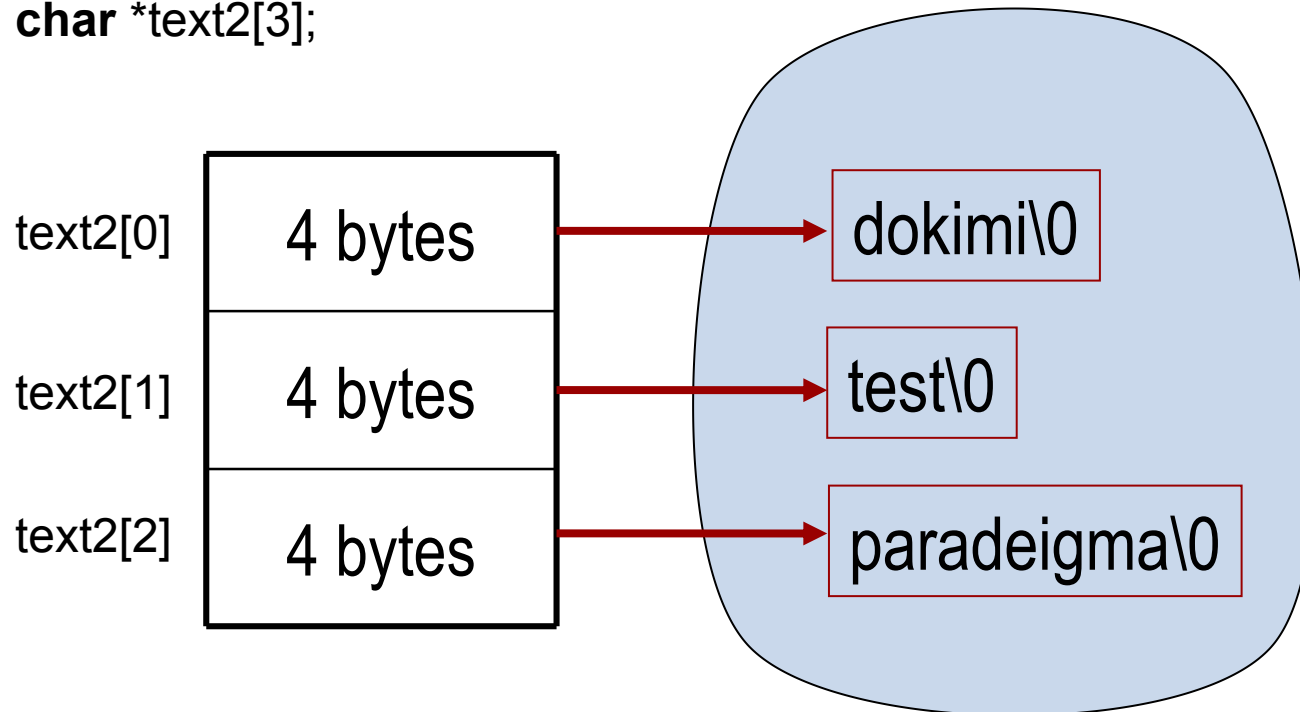 char *text2[3];
text2[0] 4 bytes dokimi\0
text2[1] 4 bytes test\0
text2[2] 4 bytes paradeigma\0